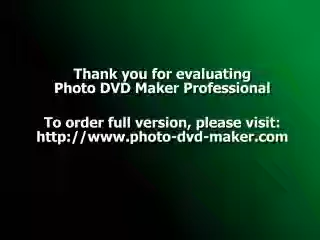 Thank you for evaluating
Photo DVD Maker Professional
To order full version, please visit:
http://www.photo-dvd-maker.com